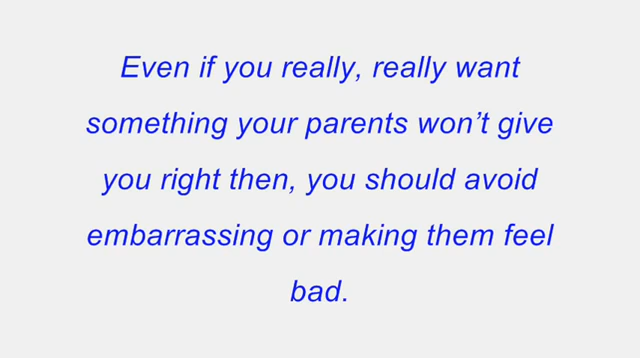 Even if you really, really want
something your parents won’t give
you right then, you should avoid
embarrassing or making them feel
bad.